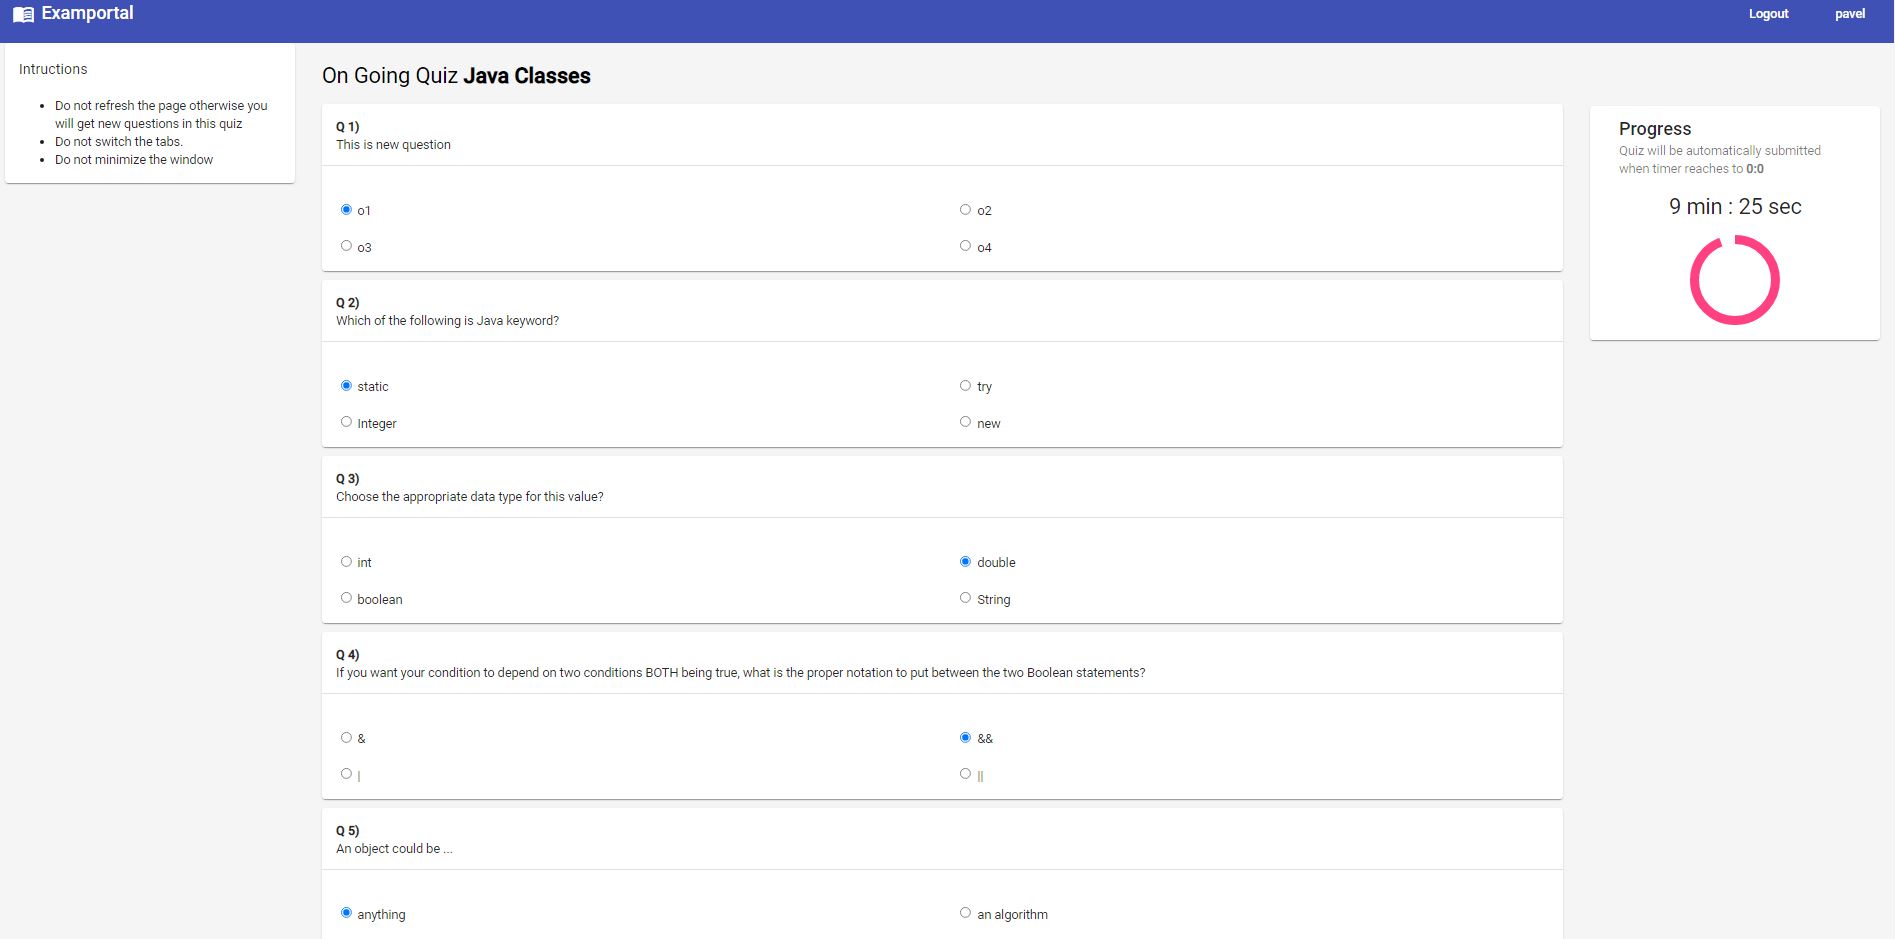 Examportal
Logout
pavel
Intructions
Do not refresh the page otherwise you
will get new questions in this quiz
Do not switch the tabs.
Do not minimize the window
On Going Quiz Java Classes
Q 1)
This is new question
o1
o2
o3
o4
Q 2)
Which of the following is Java keyword?
static
try
Integer
new
Q 3)
Choose the appropriate data type for this value?
int
double
boolean
String
Q 4)
If you want your condition to depend on two conditions BOTH being true, what is the proper notation to put between the two Boolean statements?
&
&&
|
||
Q 5)
An object could be ...
anything
an algorithm
Progress
Quiz will be automatically submitted
when timer reaches to 0:0
9 min : 25 sec